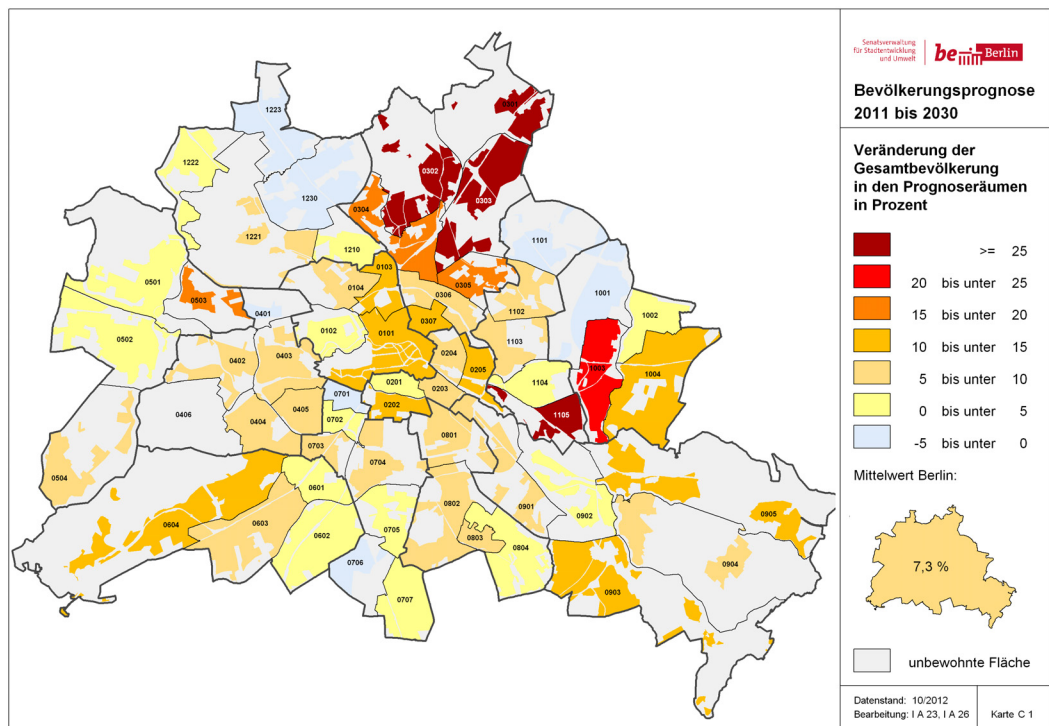 Senatsverwaltung
für Stadtentwicklung
und Umwelt
be Berlin
Bevölkerungsprognose
2011 bis 2030
Veränderung der
Gesamtbevölkerung
in den Prognoseräumen
in Prozent
>= 25
20 bis unter 25
15 bis unter 20
10 bis unter 15
5 bis unter 10
0 bis unter 5
-5 bis unter 0
Mittelwert Berlin:
7,3 %
unbewohnte Fläche
Datenstand: 10/2012
Bearbeitung: I A 23, I A 26
Karte C 1
0301
1223
1222
0302
1230
0303
0304
1221
1210
1101
0103
0501
0104
0305
1001
0503
0306
0401
1102
1002
0307
0502
0102
0101
1103
0204
0402
0403
0205
1003
1004
0201
1104
0203
0701
0405
0202
1105
0406
0404
0702
0801
0703
0704
0504
0601
0802
0901
0902
0905
0604
0603
0705
0602
0803
0804
0706
0904
0903
0707